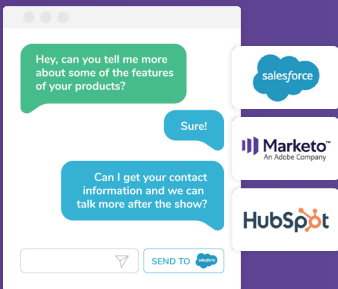 Hey, can you tell me more
about some of the features
of your products?
Sure!
Can I get your contact
information and we can
talk more after the show?
SEND TO salesforce
salesforce
Marketo™
An Adobe Company
HubSpot